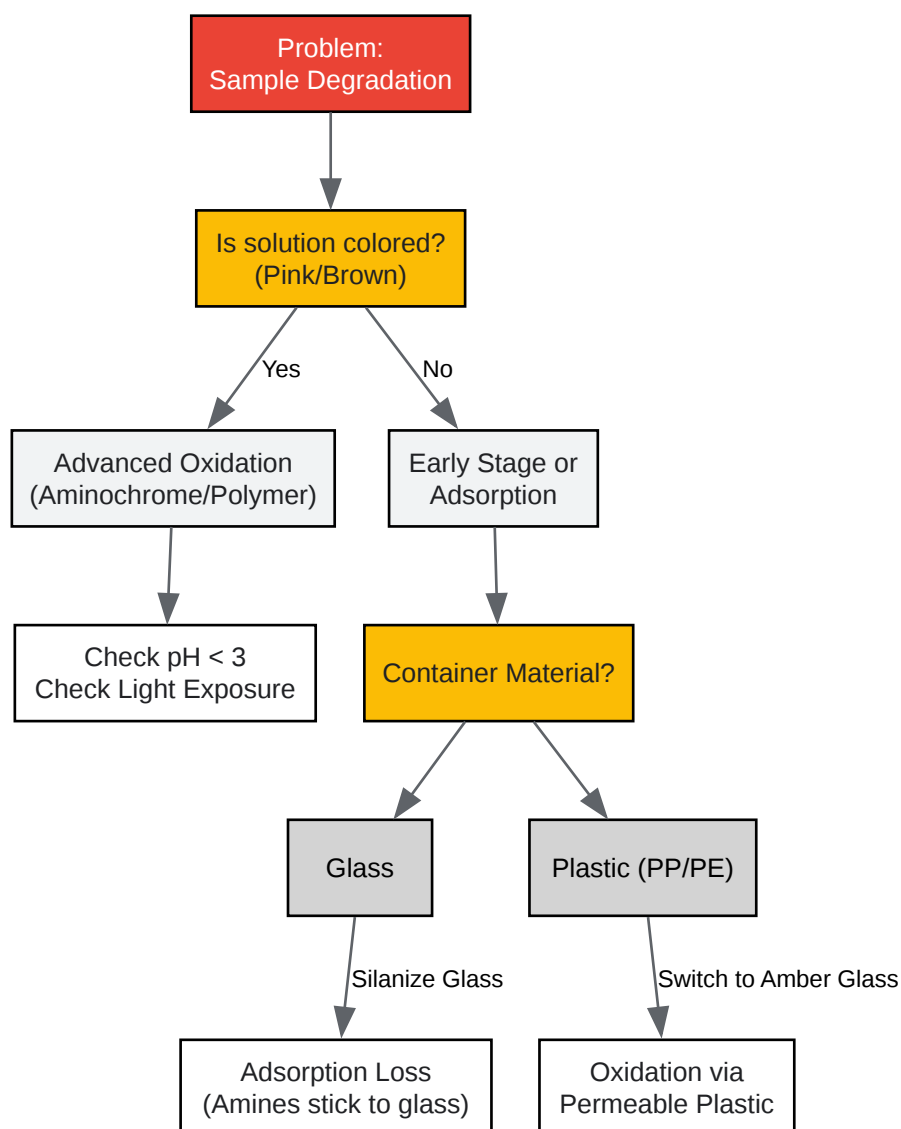 Problem:
Sample Degradation
Is solution colored?
(Pink/Brown)
Yes
No
Advanced Oxidation
(Aminochrome/Polymer)
Early Stage or
Adsorption
Check pH < 3
Check Light Exposure
Container Material?
Glass
Plastic (PP/PE)
Silanize Glass
Switch to Amber Glass
Adsorption Loss
(Amines stick to glass)
Oxidation via
Permeable Plastic